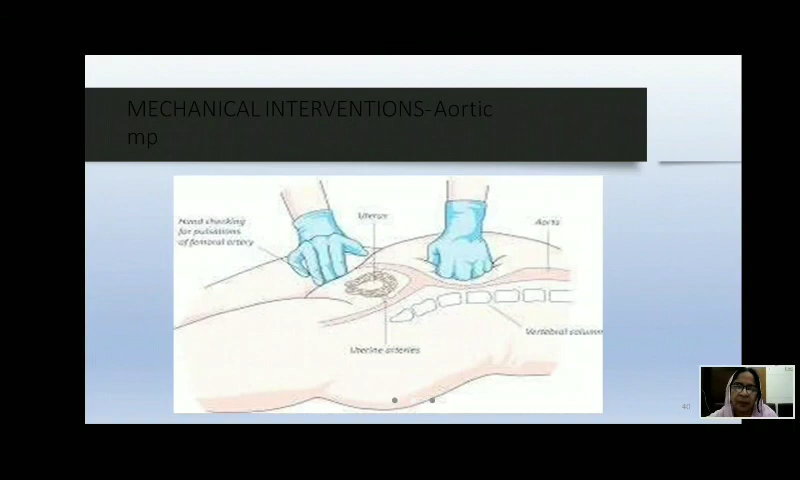 MECHANICAL INTERVENTIONS-Aortic
mp
Hand checking
for pulsations
of femoral artery
Uterus
Aorta
Vertebral column
Uterine arteries
40